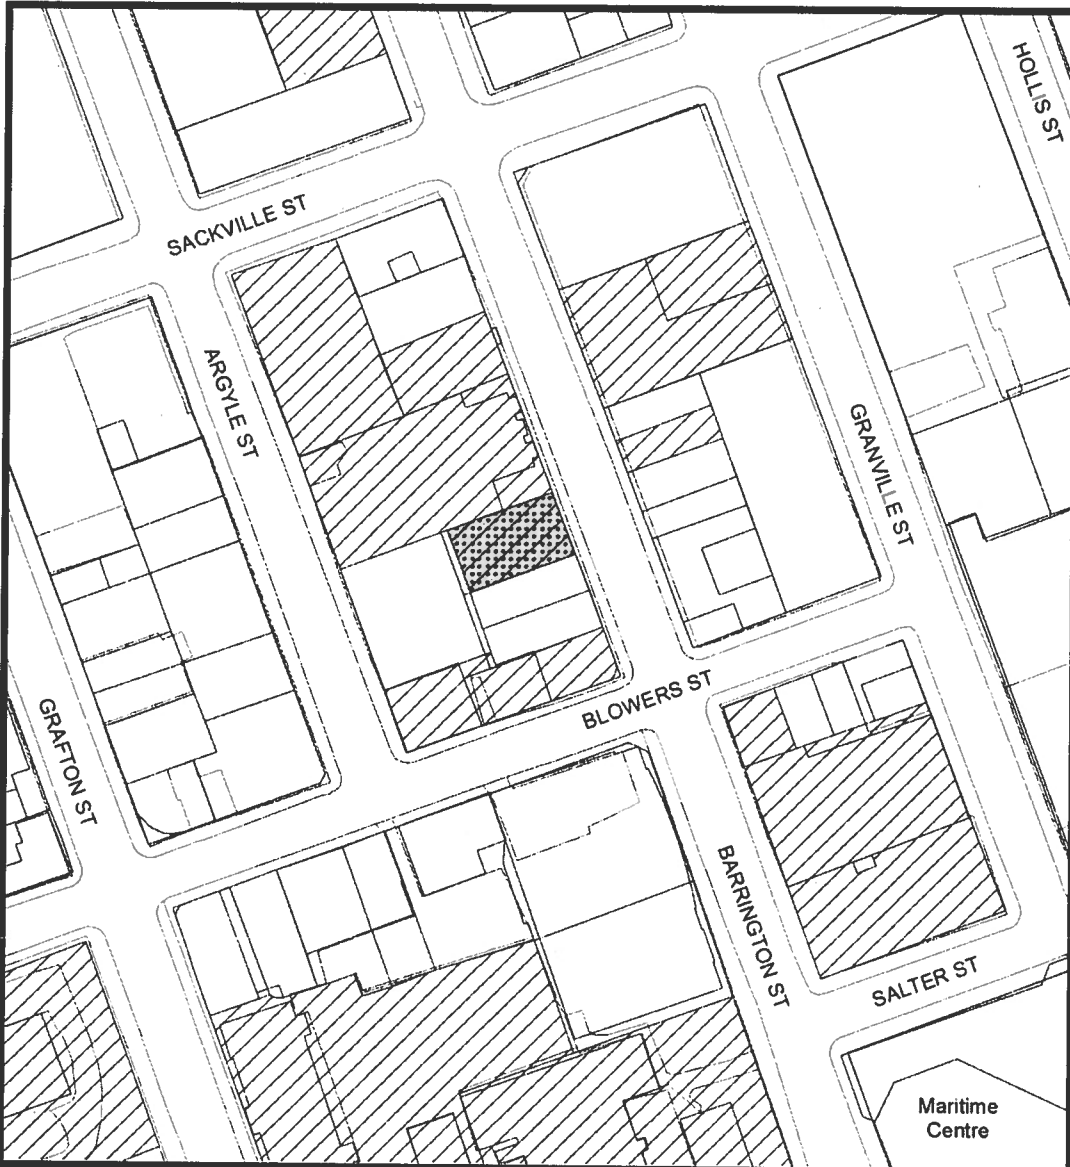 HOLLIS ST
SACKVILLE ST
ARGYLE ST
GRANVILLE ST
GRAFTON ST
BLOWERS ST
BARRINGTON ST
SALTER ST
Maritime
Centre